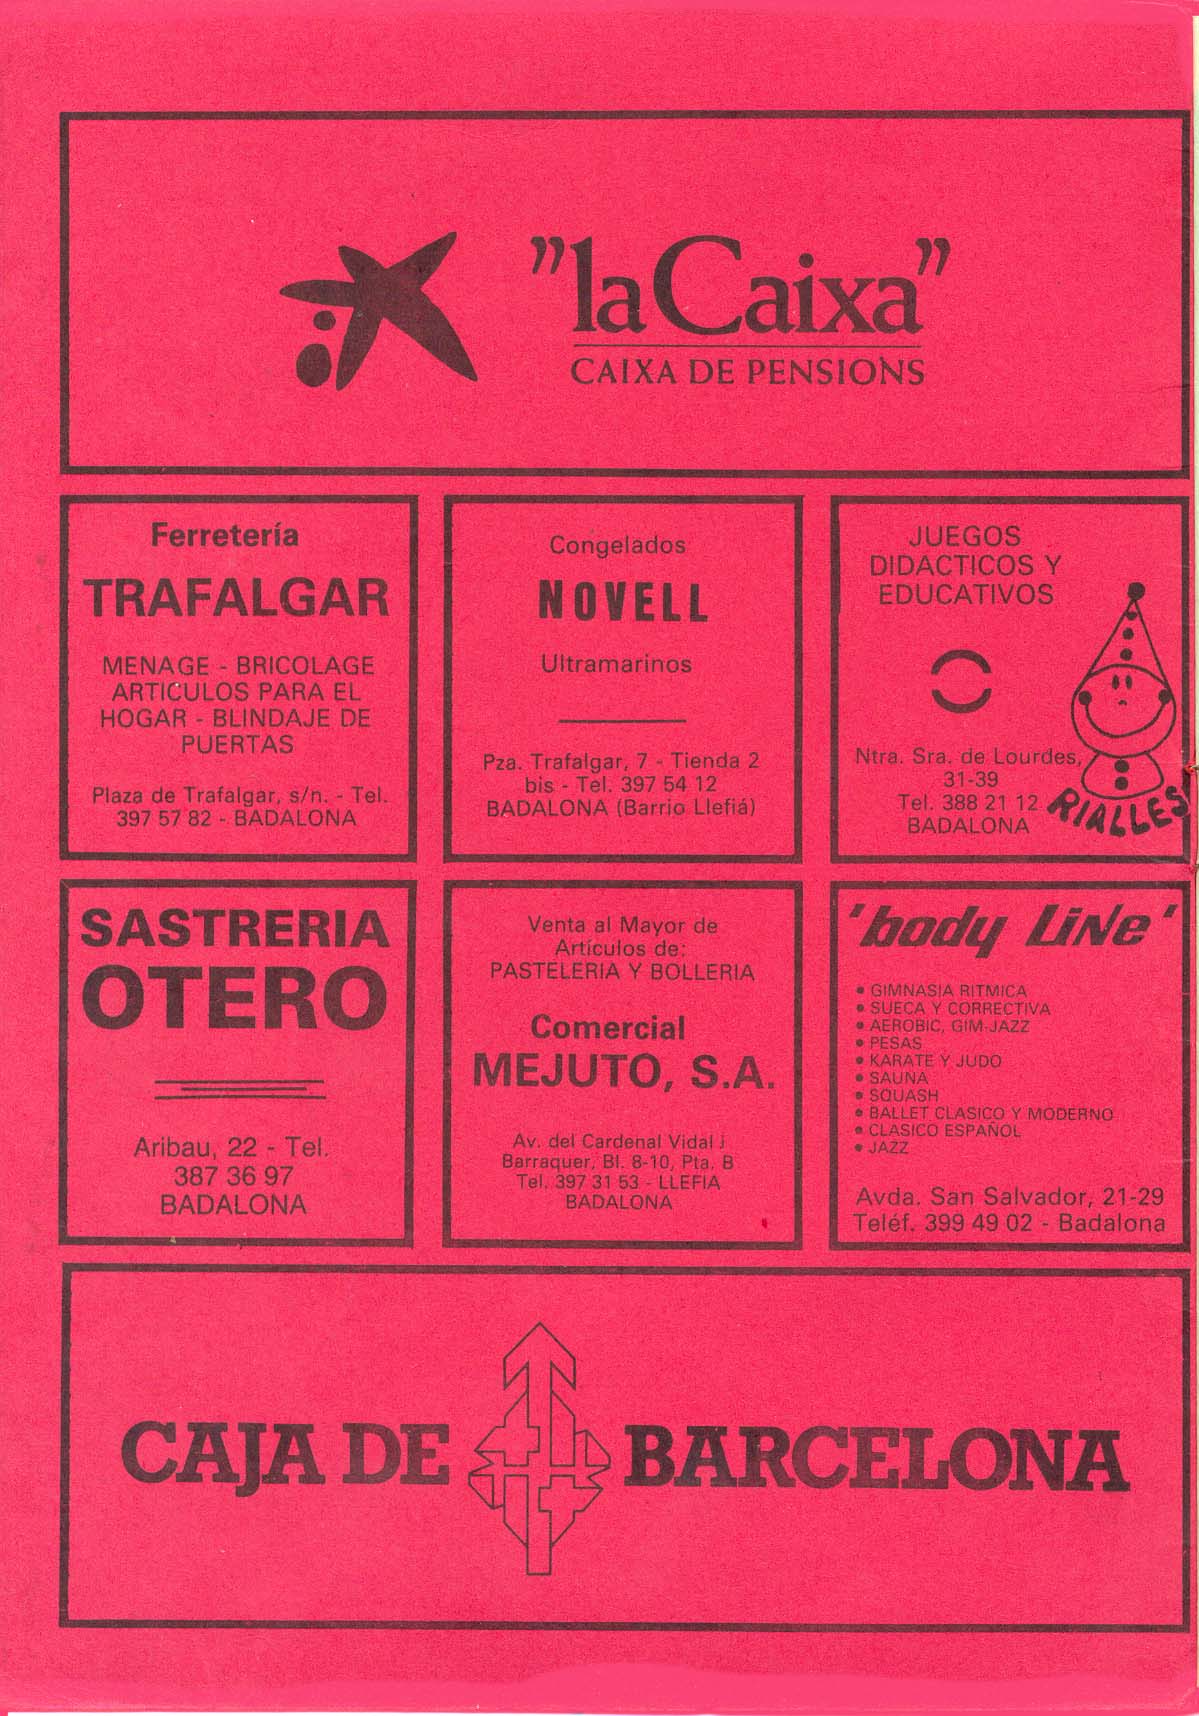 "la Caixa"
CAIXA DE PENSIONS
Ferretería
TRAFALGAR
MENAGE - BRICOLAGE
ARTICULOS PARA EL
HOGAR - BLINDAJE DE
PUERTAS
Plaza de Trafalgar, s/n. - Tel.
397 57 82 - BADALONA
Congelados
NOVELL
Ultramarinos
Pza. Trafalgar, 7 - Tienda 2
bis - Tel. 397 54 12
BADALONA (Barrio Llefiá)
JUEGOS
DIDACTICOS Y
EDUCATIVOS
Ntra. Sra. de Lourdes,
31-39
Tel. 388 21 12
BADALONA
RIALLES
SASTRERIA
OTERO
Aribau, 22 - Tel.
387 36 97
BADALONA
Venta al Mayor de
Artículos de:
PASTELERIA Y BOLLERIA
Comercial
MEJUTO, S.A.
Av. del Cardenal Vidal i
Barraquer, Bl. 8-10, Pta. B
Tel. 397 31 53 - LLEFIA
BADALONA
'body LiNe'
• GIMNASIA RITMICA
• SUECA Y CORRECTIVA
• AEROBIC, GIM-JAZZ
• PESAS
• KARATE Y JUDO
• SAUNA
• SQUASH
• BALLET CLASICO Y MODERNO
• CLASICO ESPAÑOL
• JAZZ
Avda. San Salvador, 21-29
Teléf. 399 49 02 - Badalona
CAJA DE BARCELONA